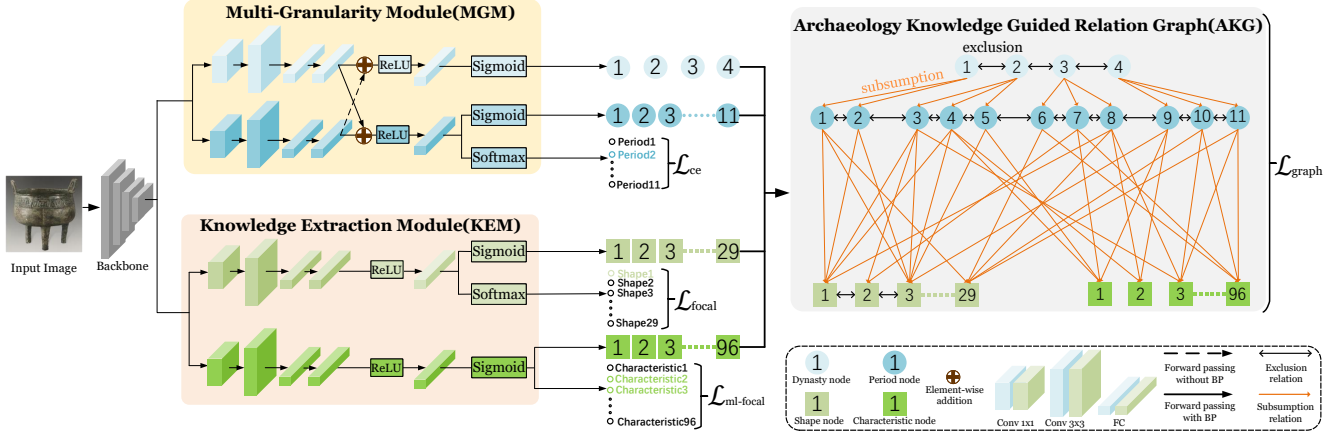 Multi-Granularity Module(MGM)
ReLU
Sigmoid
1 2 3 4
Sigmoid
1 2 3 11
ReLU
Softmax
Period1
Period2
Period11
ℒce
Input Image
Backbone
Knowledge Extraction Module(KEM)
ReLU
Sigmoid
1 2 3 29
Softmax
Shape1
Shape2
Shape3
Shape29
ℒfocal
ReLU
Sigmoid
1 2 3 96
Characteristic1
Characteristic2
Characteristic3
Characteristic96
ℒml-focal
Archaeology Knowledge Guided Relation Graph(AKG)
exclusion
1 2 3 4
subsumption
1 2 3 4 5 6 7 8 9 10 11
1 2 3 29 1 2 3 96
ℒgraph
1
Dynasty node
1
Period node
Element-wise
addition
1
Shape node
1
Characteristic node
Conv 1x1
Conv 3x3
FC
Forward passing
without BP
Forward passing
with BP
Exclusion
relation
Subsumption
relation